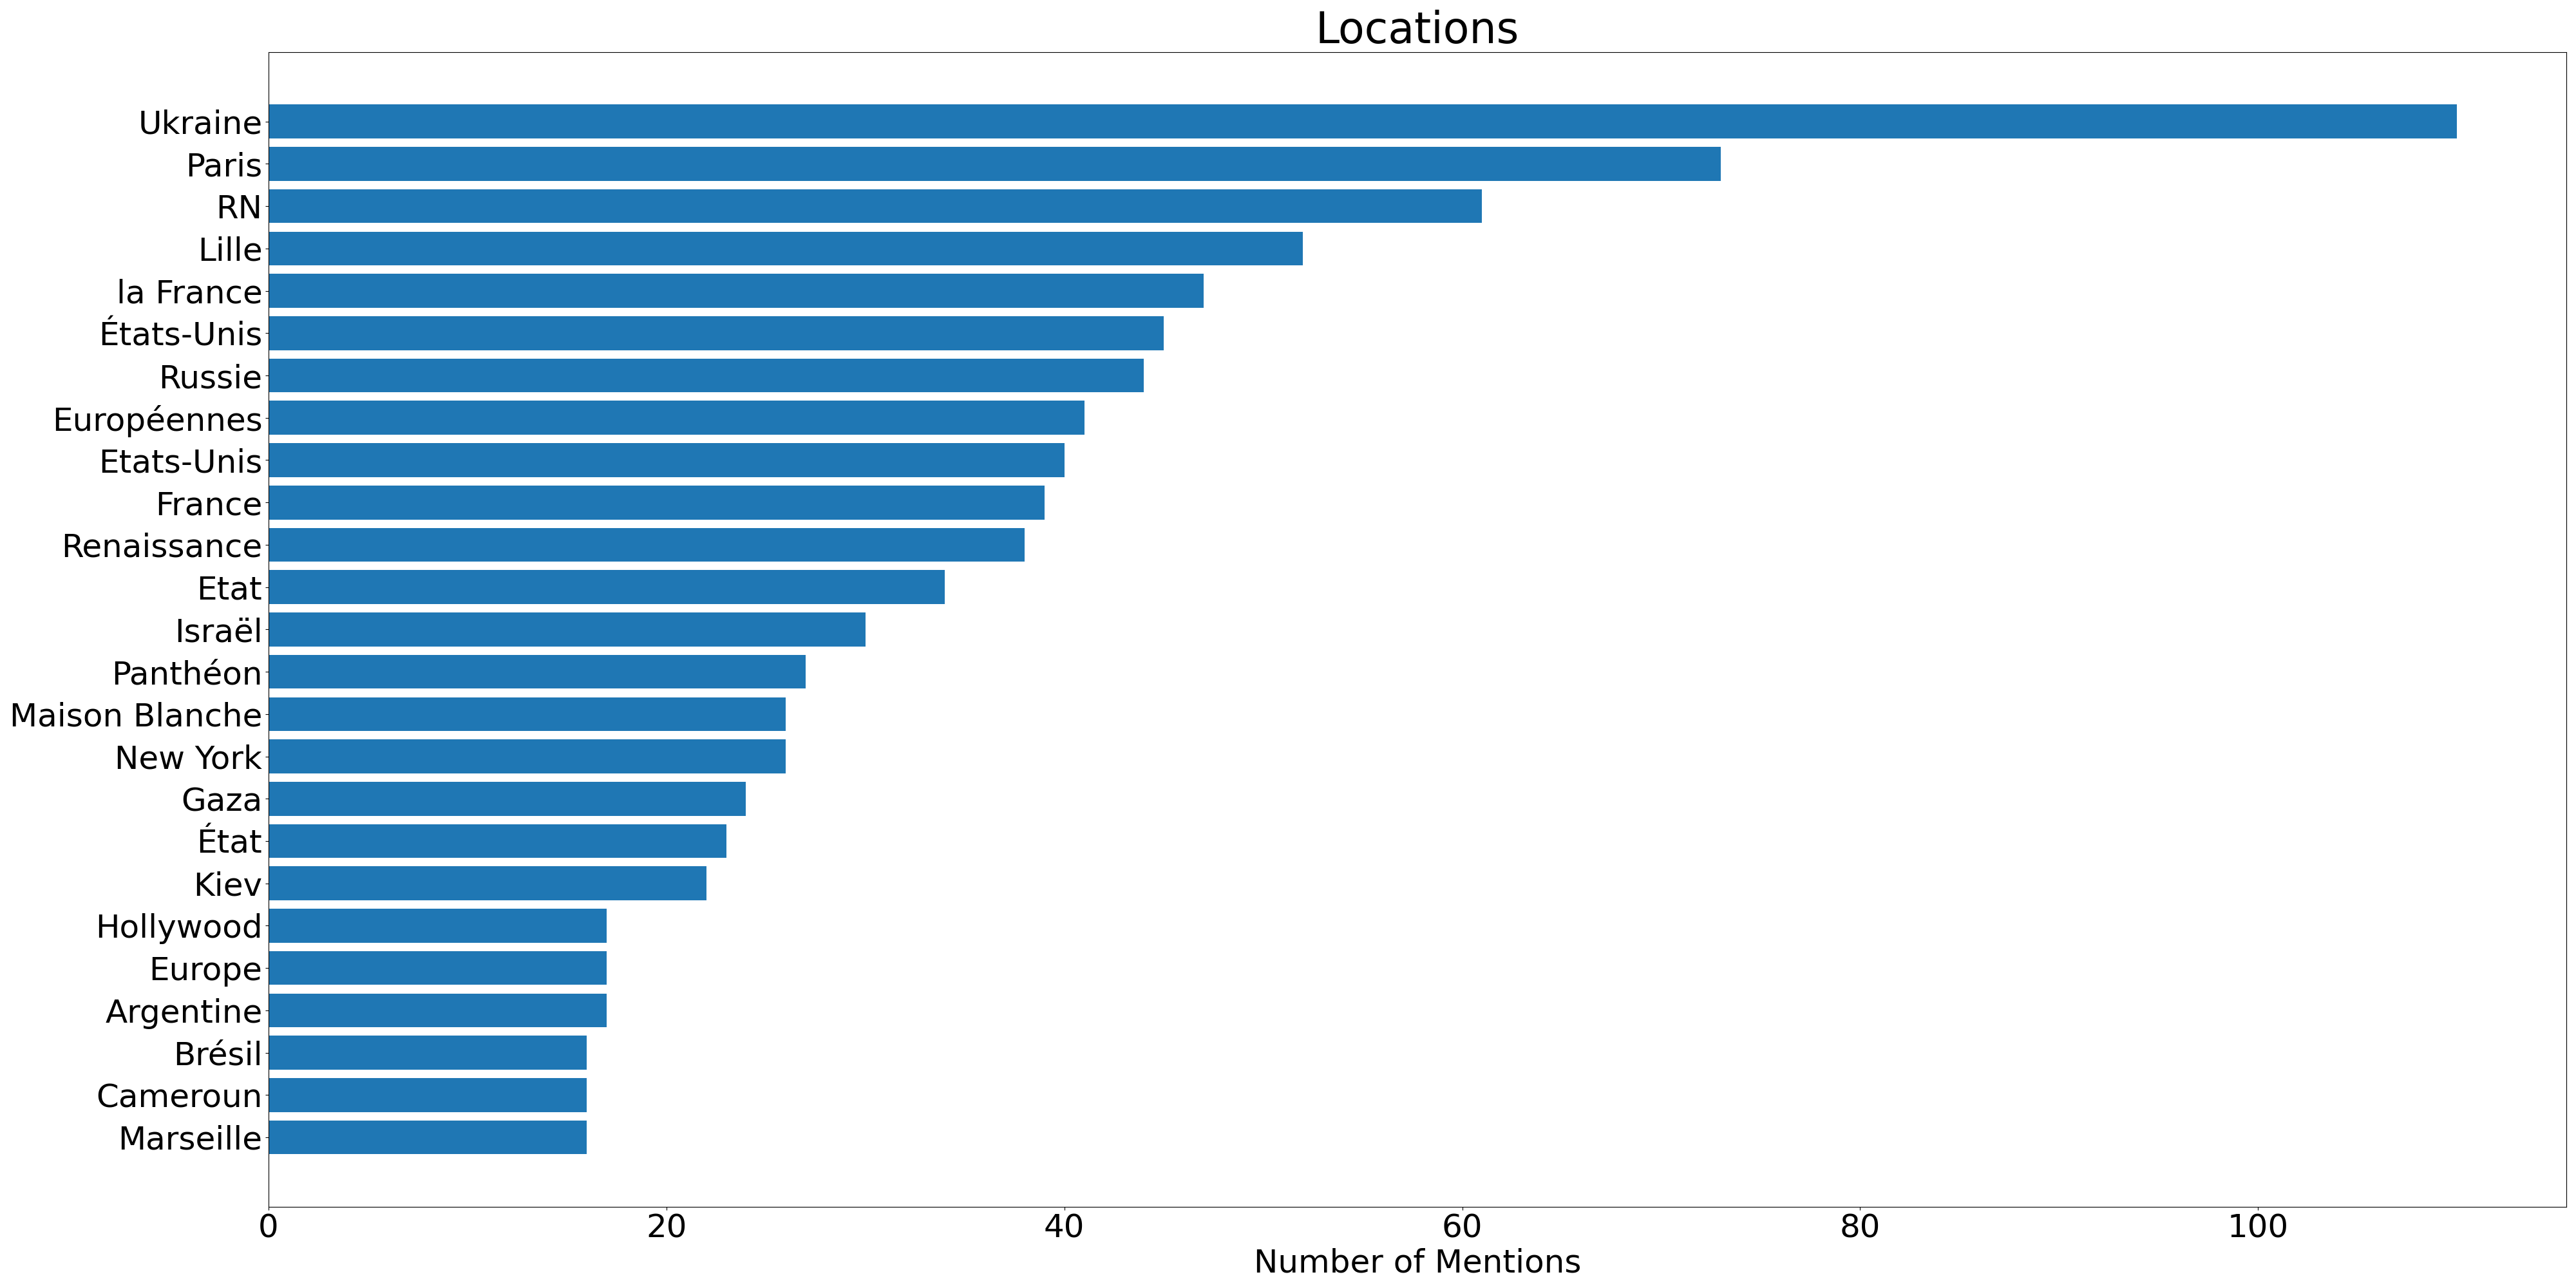 Locations
Ukraine
Paris
RN
Lille
la France
États-Unis
Russie
Européennes
Etats-Unis
France
Renaissance
Etat
Israël
Panthéon
Maison Blanche
New York
Gaza
État
Kiev
Hollywood
Europe
Argentine
Brésil
Cameroun
Marseille
0 20 40 60 80 100
Number of Mentions